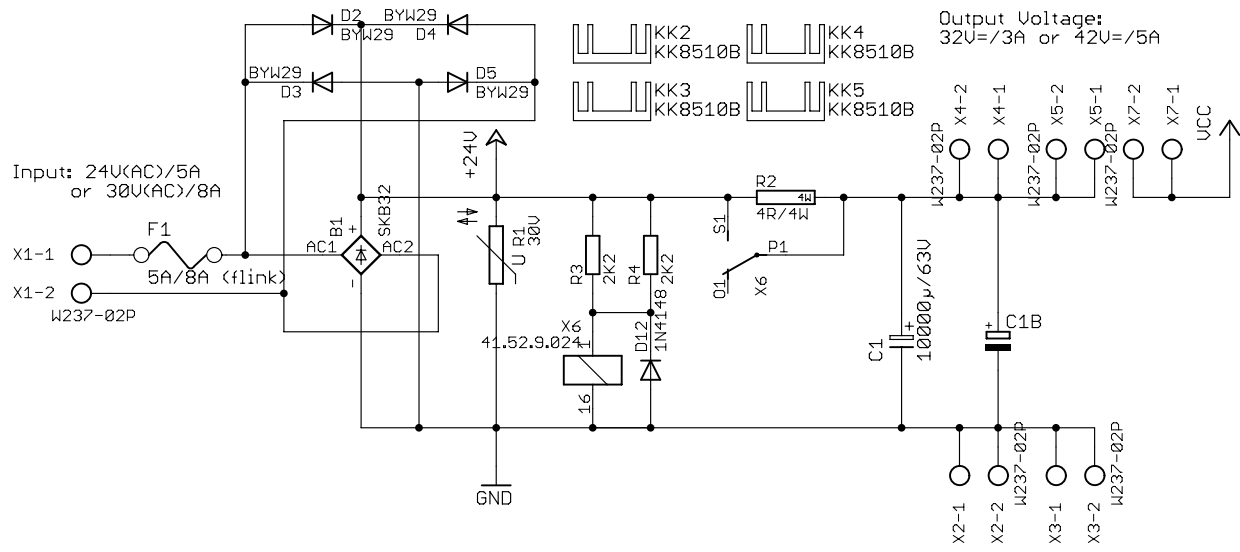 D2
BYW29
BYW29
D4
BYW29
D3
D5
BYW29
KK2
KK8510B
KK4
KK8510B
KK3
KK8510B
KK5
KK8510B
Output Voltage:
32V=/3A or 42V=/5A
X4-2
X4-1
X5-2
X5-1
X7-2
X7-1
VCC
W237-02P
W237-02P
W237-02P
+24V
Input: 24V(AC)/5A
or 30V(AC)/8A
F1
5A/8A (flink)
X1-1
X1-2
W237-02P
B1
SKB32
AC1
AC2
+
-
R1
30V
U
R3
2K2
R4
2K2
R2
4W
4R/4W
S1
P1
O1
X6
X6
41.52.9.024
1
16
D12
1N4148
C1
+
10000µ/63V
+
C1B
GND
X2-1
X2-2
W237-02P
X3-1
X3-2
W237-02P